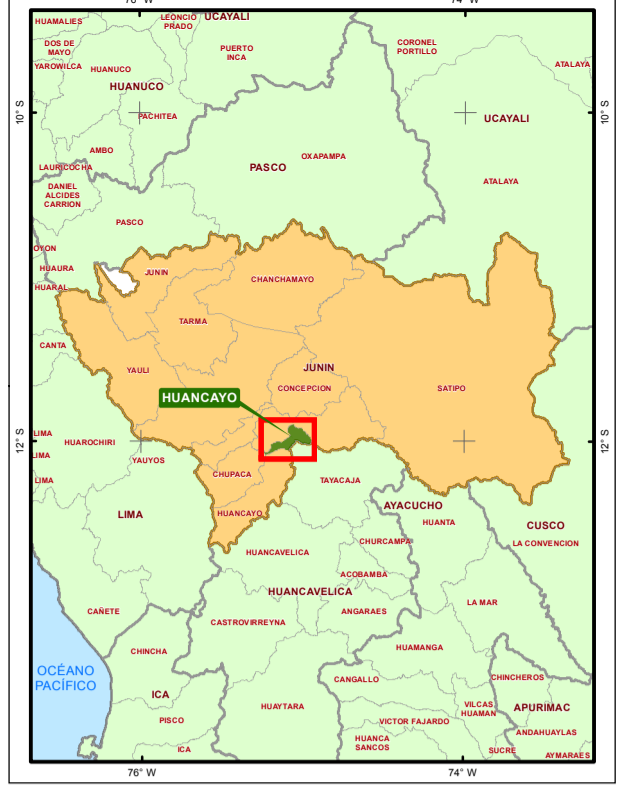 76° W
74° W
HUAMALIES
LEONCIO
PRADO
UCAYALI
DOS DE
MAYO
PUERTO
INCA
CORONEL
PORTILLO
YAROWILCA
HUANUCO
ATALAYA
HUANUCO
10° S
10° S
PACHITEA
UCAYALI
AMBO
OXAPAMPA
LAURICOCHA
PASCO
ATALAYA
DANIEL
ALCIDES
CARRION
PASCO
OYON
HUAURA
JUNIN
CHANCHAMAYO
HUARAL
TARMA
CANTA
YAULI
JUNIN
CONCEPCION
SATIPO
HUANCAYO
LIMA
HUAROCHIRI
12° S
12° S
LIMA
YAUYOS
LIMA
CHUPACA
TAYACAJA
AYACUCHO
LIMA
HUANCAYO
HUANTA
CUSCO
CHURCAMPA
LA CONVENCION
HUANCAVELICA
ACOBAMBA
HUANCAVELICA
LA MAR
CAÑETE
ANGARAES
CASTROVIRREYNA
HUAMANGA
CHINCHA
OCÉANO
PACÍFICO
CANGALLO
CHINCHEROS
ICA
HUAYTARA
VILCAS
HUAMAN
APURIMAC
PISCO
VICTOR FAJARDO
ANDAHUAYLAS
HUANCA
SANCOS
ICA
SUCRE
AYMARAES
76° W
74° W